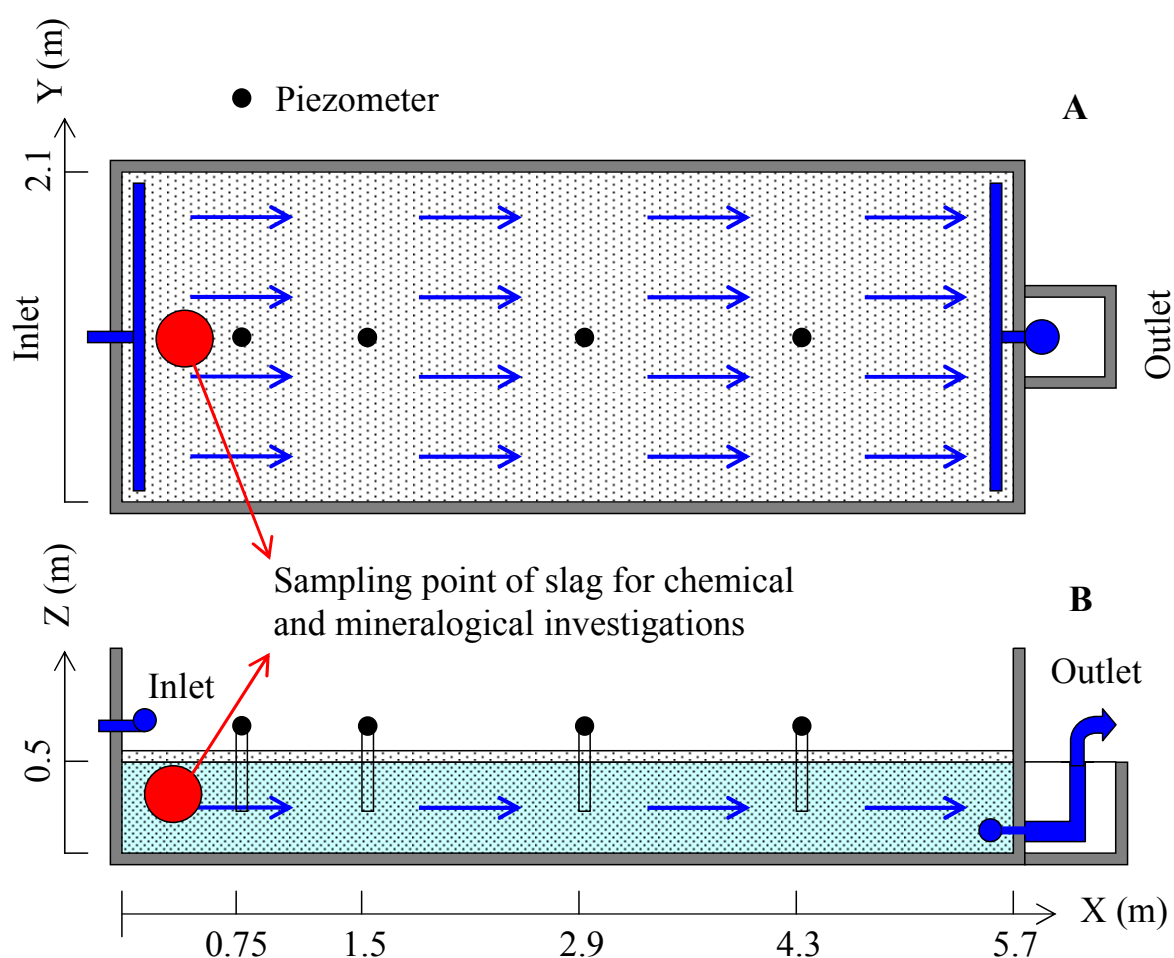 Y (m)
Piezometer
A
2.1
Inlet
Outlet
Sampling point of slag for chemical
and mineralogical investigations
Z (m)
B
Inlet
Outlet
0.5
X (m)
0.75 1.5 2.9 4.3 5.7